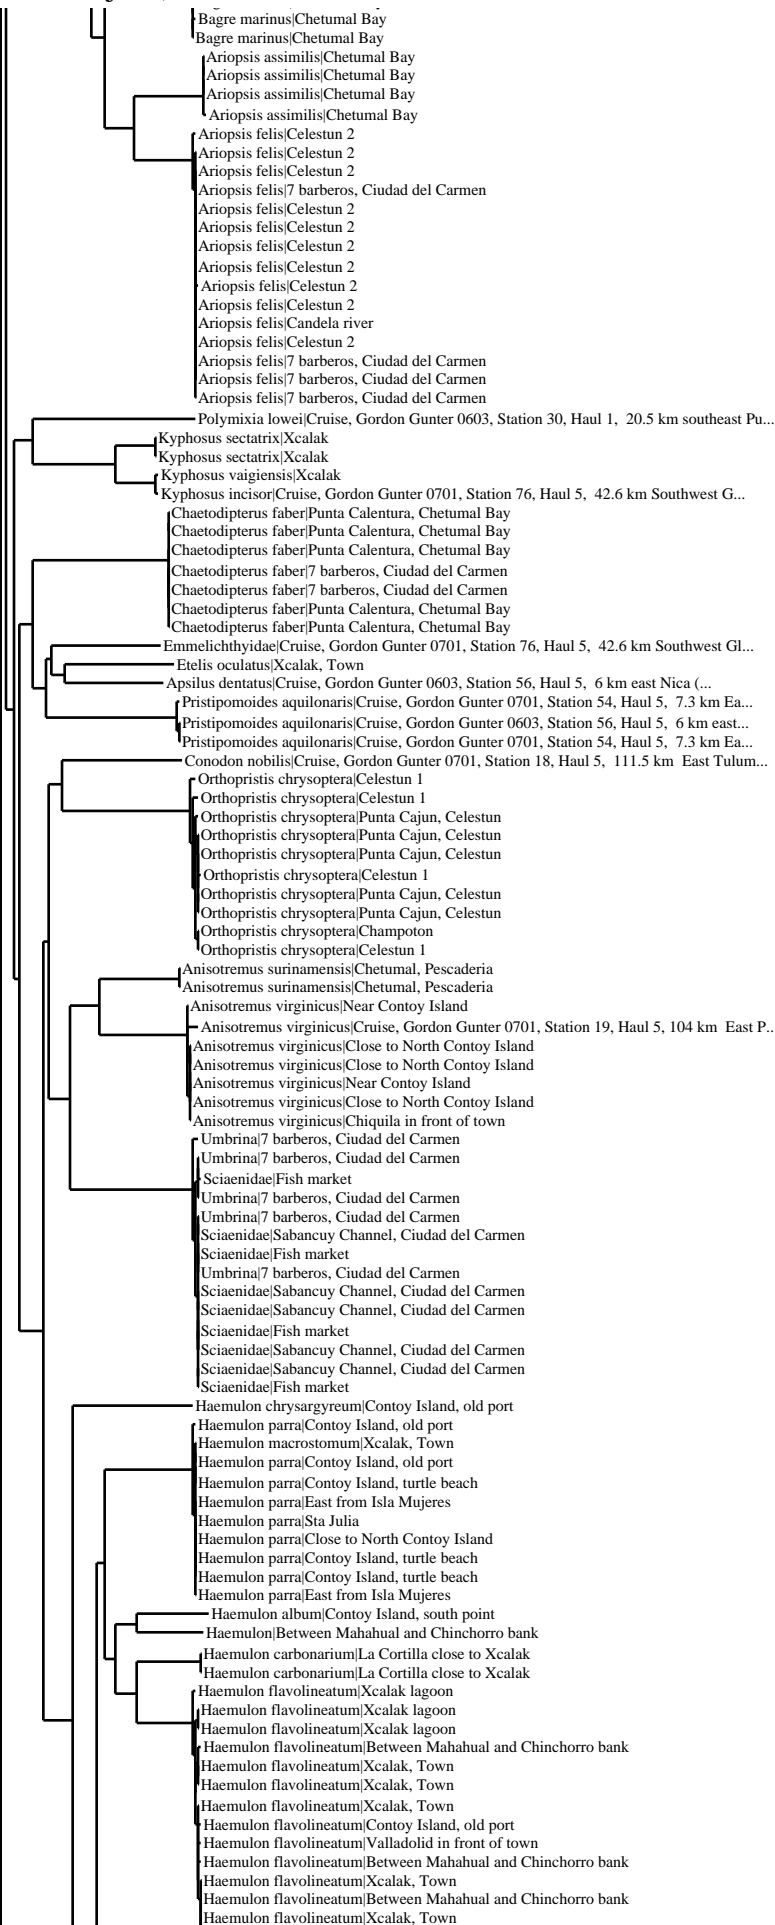 Bagre marinus|Chetumal Bay
Bagre marinus|Chetumal Bay
Ariopsis assimilis|Chetumal Bay
Ariopsis assimilis|Chetumal Bay
Ariopsis assimilis|Chetumal Bay
Ariopsis assimilis|Chetumal Bay
Ariopsis felis|Celestun 2
Ariopsis felis|Celestun 2
Ariopsis felis|Celestun 2
Ariopsis felis|7 barberos, Ciudad del Carmen
Ariopsis felis|Celestun 2
Ariopsis felis|Celestun 2
Ariopsis felis|Celestun 2
Ariopsis felis|Celestun 2
Ariopsis felis|Celestun 2
Ariopsis felis|Celestun 2
Ariopsis felis|Candela river
Ariopsis felis|Celestun 2
Ariopsis felis|7 barberos, Ciudad del Carmen
Ariopsis felis|7 barberos, Ciudad del Carmen
Ariopsis felis|7 barberos, Ciudad del Carmen
Polymixia lowei|Cruise, Gordon Gunter 0603, Station 30, Haul 1, 20.5 km southeast Pu...
Kyphosus sectatrix|Xcalak
Kyphosus sectatrix|Xcalak
Kyphosus vaigiensis|Xcalak
Kyphosus incisor|Cruise, Gordon Gunter 0701, Station 76, Haul 5, 42.6 km Southwest G...
Chaetodipterus faber|Punta Calentura, Chetumal Bay
Chaetodipterus faber|Punta Calentura, Chetumal Bay
Chaetodipterus faber|Punta Calentura, Chetumal Bay
Chaetodipterus faber|7 barberos, Ciudad del Carmen
Chaetodipterus faber|7 barberos, Ciudad del Carmen
Chaetodipterus faber|Punta Calentura, Chetumal Bay
Chaetodipterus faber|Punta Calentura, Chetumal Bay
Emmelichthyidae|Cruise, Gordon Gunter 0701, Station 76, Haul 5, 42.6 km Southwest Gl...
Etelis oculatus|Xcalak, Town
Apsilus dentatus|Cruise, Gordon Gunter 0603, Station 56, Haul 5, 6 km east Nica (...
Pristipomoides aquilonaris|Cruise, Gordon Gunter 0701, Station 54, Haul 5, 7.3 km Ea...
Pristipomoides aquilonaris|Cruise, Gordon Gunter 0603, Station 56, Haul 5, 6 km east...
Pristipomoides aquilonaris|Cruise, Gordon Gunter 0701, Station 54, Haul 5, 7.3 km Ea...
Conodon nobilis|Cruise, Gordon Gunter 0701, Station 18, Haul 5, 111.5 km East Tulum...
Orthopristis chrysoptera|Celestun 1
Orthopristis chrysoptera|Celestun 1
Orthopristis chrysoptera|Punta Cajun, Celestun
Orthopristis chrysoptera|Punta Cajun, Celestun
Orthopristis chrysoptera|Punta Cajun, Celestun
Orthopristis chrysoptera|Celestun 1
Orthopristis chrysoptera|Punta Cajun, Celestun
Orthopristis chrysoptera|Punta Cajun, Celestun
Orthopristis chrysoptera|Champoton
Orthopristis chrysoptera|Celestun 1
Anisotremus surinamensis|Chetumal, Pescaderia
Anisotremus surinamensis|Chetumal, Pescaderia
Anisotremus virginicus|Near Contoy Island
Anisotremus virginicus|Cruise, Gordon Gunter 0701, Station 19, Haul 5, 104 km East P...
Anisotremus virginicus|Close to North Contoy Island
Anisotremus virginicus|Close to North Contoy Island
Anisotremus virginicus|Near Contoy Island
Anisotremus virginicus|Close to North Contoy Island
Anisotremus virginicus|Chiquila in front of town
Umbrina|7 barberos, Ciudad del Carmen
Umbrina|7 barberos, Ciudad del Carmen
Sciaenidae|Fish market
Umbrina|7 barberos, Ciudad del Carmen
Umbrina|7 barberos, Ciudad del Carmen
Sciaenidae|Sabancuy Channel, Ciudad del Carmen
Sciaenidae|Fish market
Umbrina|7 barberos, Ciudad del Carmen
Sciaenidae|Sabancuy Channel, Ciudad del Carmen
Sciaenidae|Sabancuy Channel, Ciudad del Carmen
Sciaenidae|Fish market
Sciaenidae|Sabancuy Channel, Ciudad del Carmen
Sciaenidae|Sabancuy Channel, Ciudad del Carmen
Sciaenidae|Fish market
Haemulon chrysargyreum|Contoy Island, old port
Haemulon parra|Contoy Island, old port
Haemulon macrostomum|Xcalak, Town
Haemulon parra|Contoy Island, old port
Haemulon parra|Contoy Island, turtle beach
Haemulon parra|East from Isla Mujeres
Haemulon parra|Sta Julia
Haemulon parra|Close to North Contoy Island
Haemulon parra|Contoy Island, turtle beach
Haemulon parra|Contoy Island, turtle beach
Haemulon parra|East from Isla Mujeres
Haemulon album|Contoy Island, south point
Haemulon|Between Mahahual and Chinchorro bank
Haemulon carbonarium|La Cortilla close to Xcalak
Haemulon carbonarium|La Cortilla close to Xcalak
Haemulon flavolineatum|Xcalak lagoon
Haemulon flavolineatum|Xcalak lagoon
Haemulon flavolineatum|Xcalak lagoon
Haemulon flavolineatum|Between Mahahual and Chinchorro bank
Haemulon flavolineatum|Xcalak, Town
Haemulon flavolineatum|Xcalak, Town
Haemulon flavolineatum|Xcalak, Town
Haemulon flavolineatum|Contoy Island, old port
Haemulon flavolineatum|Valladolid in front of town
Haemulon flavolineatum|Between Mahahual and Chinchorro bank
Haemulon flavolineatum|Xcalak, Town
Haemulon flavolineatum|Between Mahahual and Chinchorro bank
Haemulon flavolineatum|Xcalak, Town